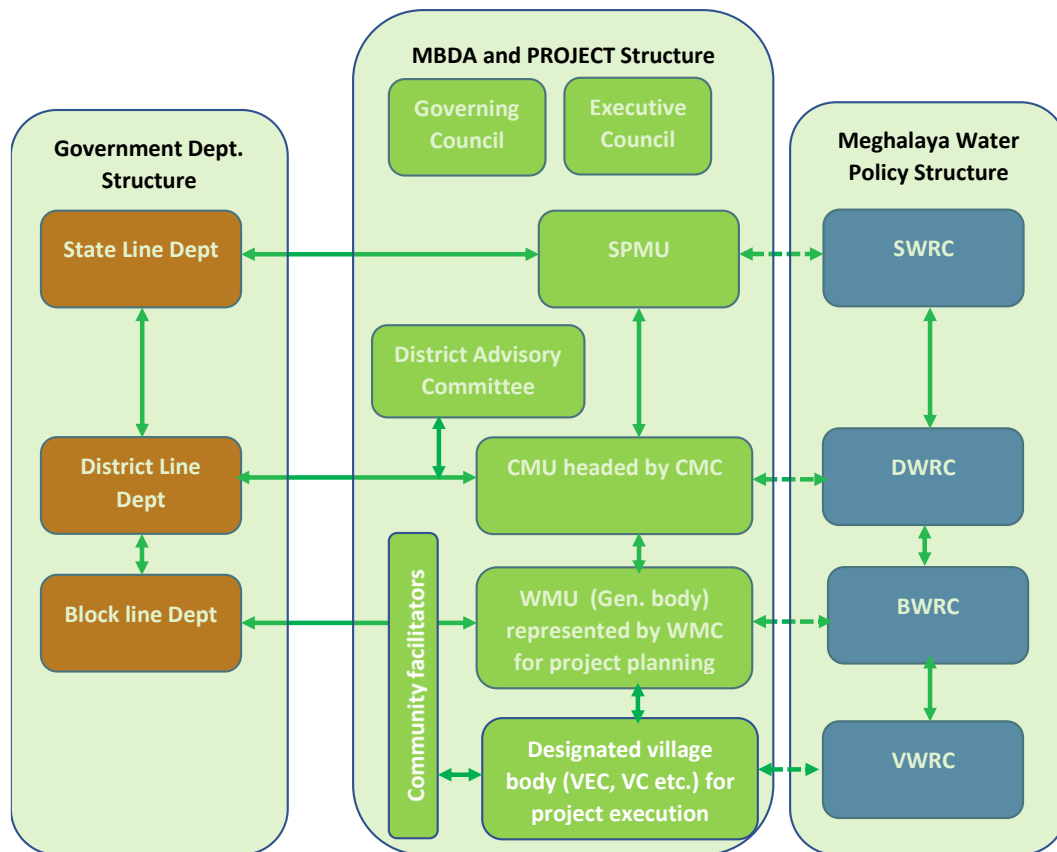 MBDA and PROJECT Structure
Governing
Council
Executive
Council
Government Dept.
Structure
Meghalaya Water
Policy Structure
State Line Dept
SPMU
SWRC
District Advisory
Committee
District Line
Dept
CMU headed by CMC
DWRC
Community facilitators
Block line Dept
WMU (Gen. body)
represented by WMC
for project planning
BWRC
Designated village
body (VEC, VC etc.) for
project execution
VWRC